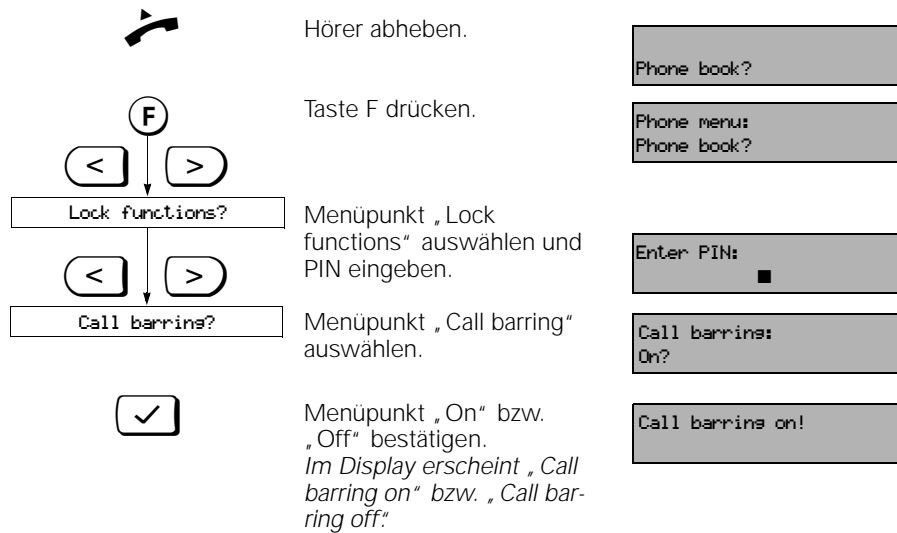 Hörer abheben.
Phone book?
F
Taste F drücken.
Phone menu:
Phone book?
< >
Lock functions?
Menüpunkt „Lock
functions“ auswählen und
PIN eingeben.
Enter PIN:
< >
Call barring?
Menüpunkt „Call barring“
auswählen.
Call barring:
On?
Menüpunkt „On“ bzw.
„Off“ bestätigen.
Im Display erscheint „Call
barring on“ bzw. „Call bar-
ring off“.
Call barring on!